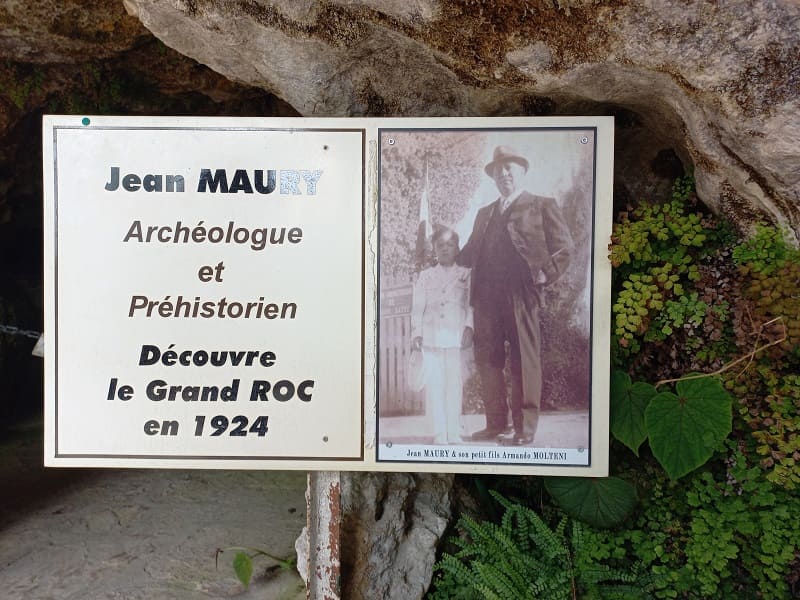 Jean MAURY
Archéologue
et
Préhistorien
Découvre
le Grand ROC
en 1924
Jean MAURY & son petit fils Armando MOLTENI